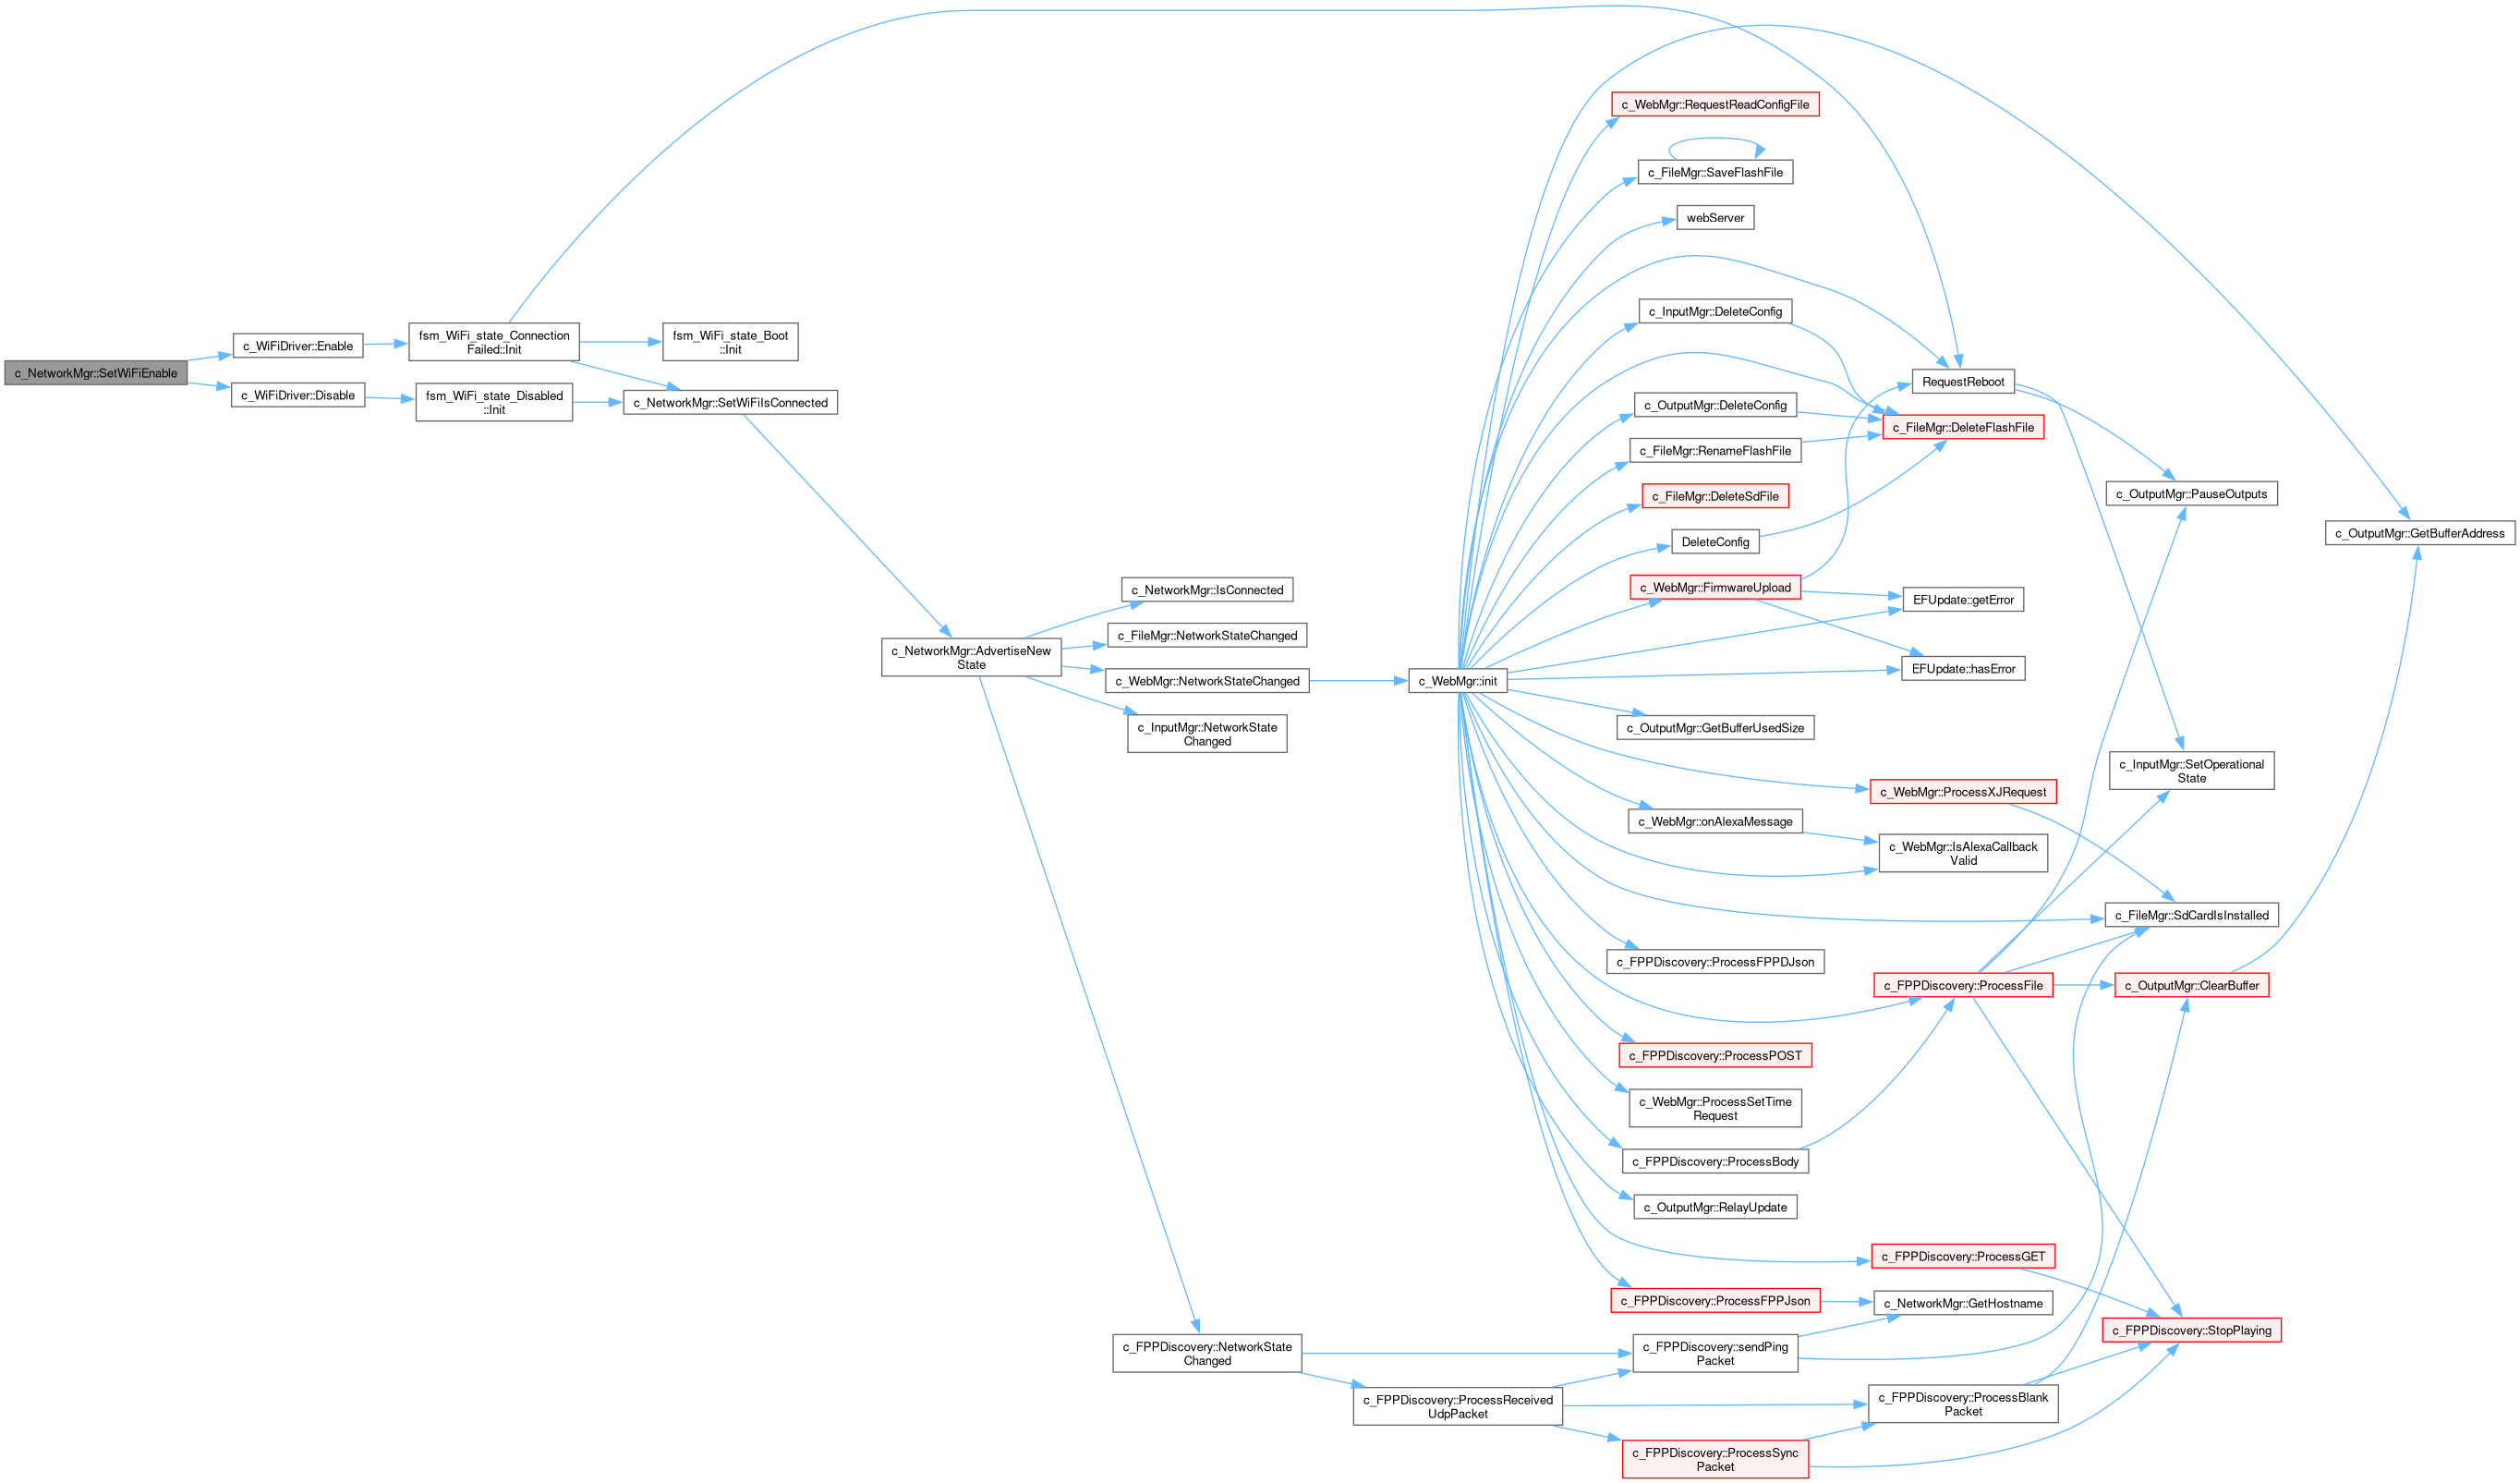 c_NetworkMgr::SetWiFiEnable
c_WiFiDriver::Enable
c_WiFiDriver::Disable
fsm_WiFi_state_Connection
Failed::Init
fsm_WiFi_state_Disabled
::Init
fsm_WiFi_state_Boot
::Init
c_NetworkMgr::SetWiFiIsConnected
c_NetworkMgr::AdvertiseNew
State
c_NetworkMgr::IsConnected
c_FileMgr::NetworkStateChanged
c_WebMgr::NetworkStateChanged
c_InputMgr::NetworkState
Changed
c_FPPDiscovery::NetworkState
Changed
c_WebMgr::init
c_FPPDiscovery::ProcessReceived
UdpPacket
c_WebMgr::RequestReadConfigFile
c_FileMgr::SaveFlashFile
webServer
c_InputMgr::DeleteConfig
c_OutputMgr::DeleteConfig
c_FileMgr::RenameFlashFile
c_FileMgr::DeleteSdFile
DeleteConfig
c_WebMgr::FirmwareUpload
c_OutputMgr::GetBufferUsedSize
c_WebMgr::onAlexaMessage
c_FPPDiscovery::ProcessFPPDJson
c_FPPDiscovery::ProcessPOST
c_WebMgr::ProcessSetTime
Request
c_FPPDiscovery::ProcessBody
c_OutputMgr::RelayUpdate
c_FPPDiscovery::ProcessFPPJson
c_FPPDiscovery::sendPing
Packet
c_FPPDiscovery::ProcessSync
Packet
RequestReboot
c_FileMgr::DeleteFlashFile
EFUpdate::getError
EFUpdate::hasError
c_WebMgr::ProcessXJRequest
c_WebMgr::IsAlexaCallback
Valid
c_FPPDiscovery::ProcessFile
c_FPPDiscovery::ProcessGET
c_NetworkMgr::GetHostname
c_FPPDiscovery::ProcessBlank
Packet
c_OutputMgr::PauseOutputs
c_InputMgr::SetOperational
State
c_FileMgr::SdCardIsInstalled
c_OutputMgr::ClearBuffer
c_FPPDiscovery::StopPlaying
c_OutputMgr::GetBufferAddress